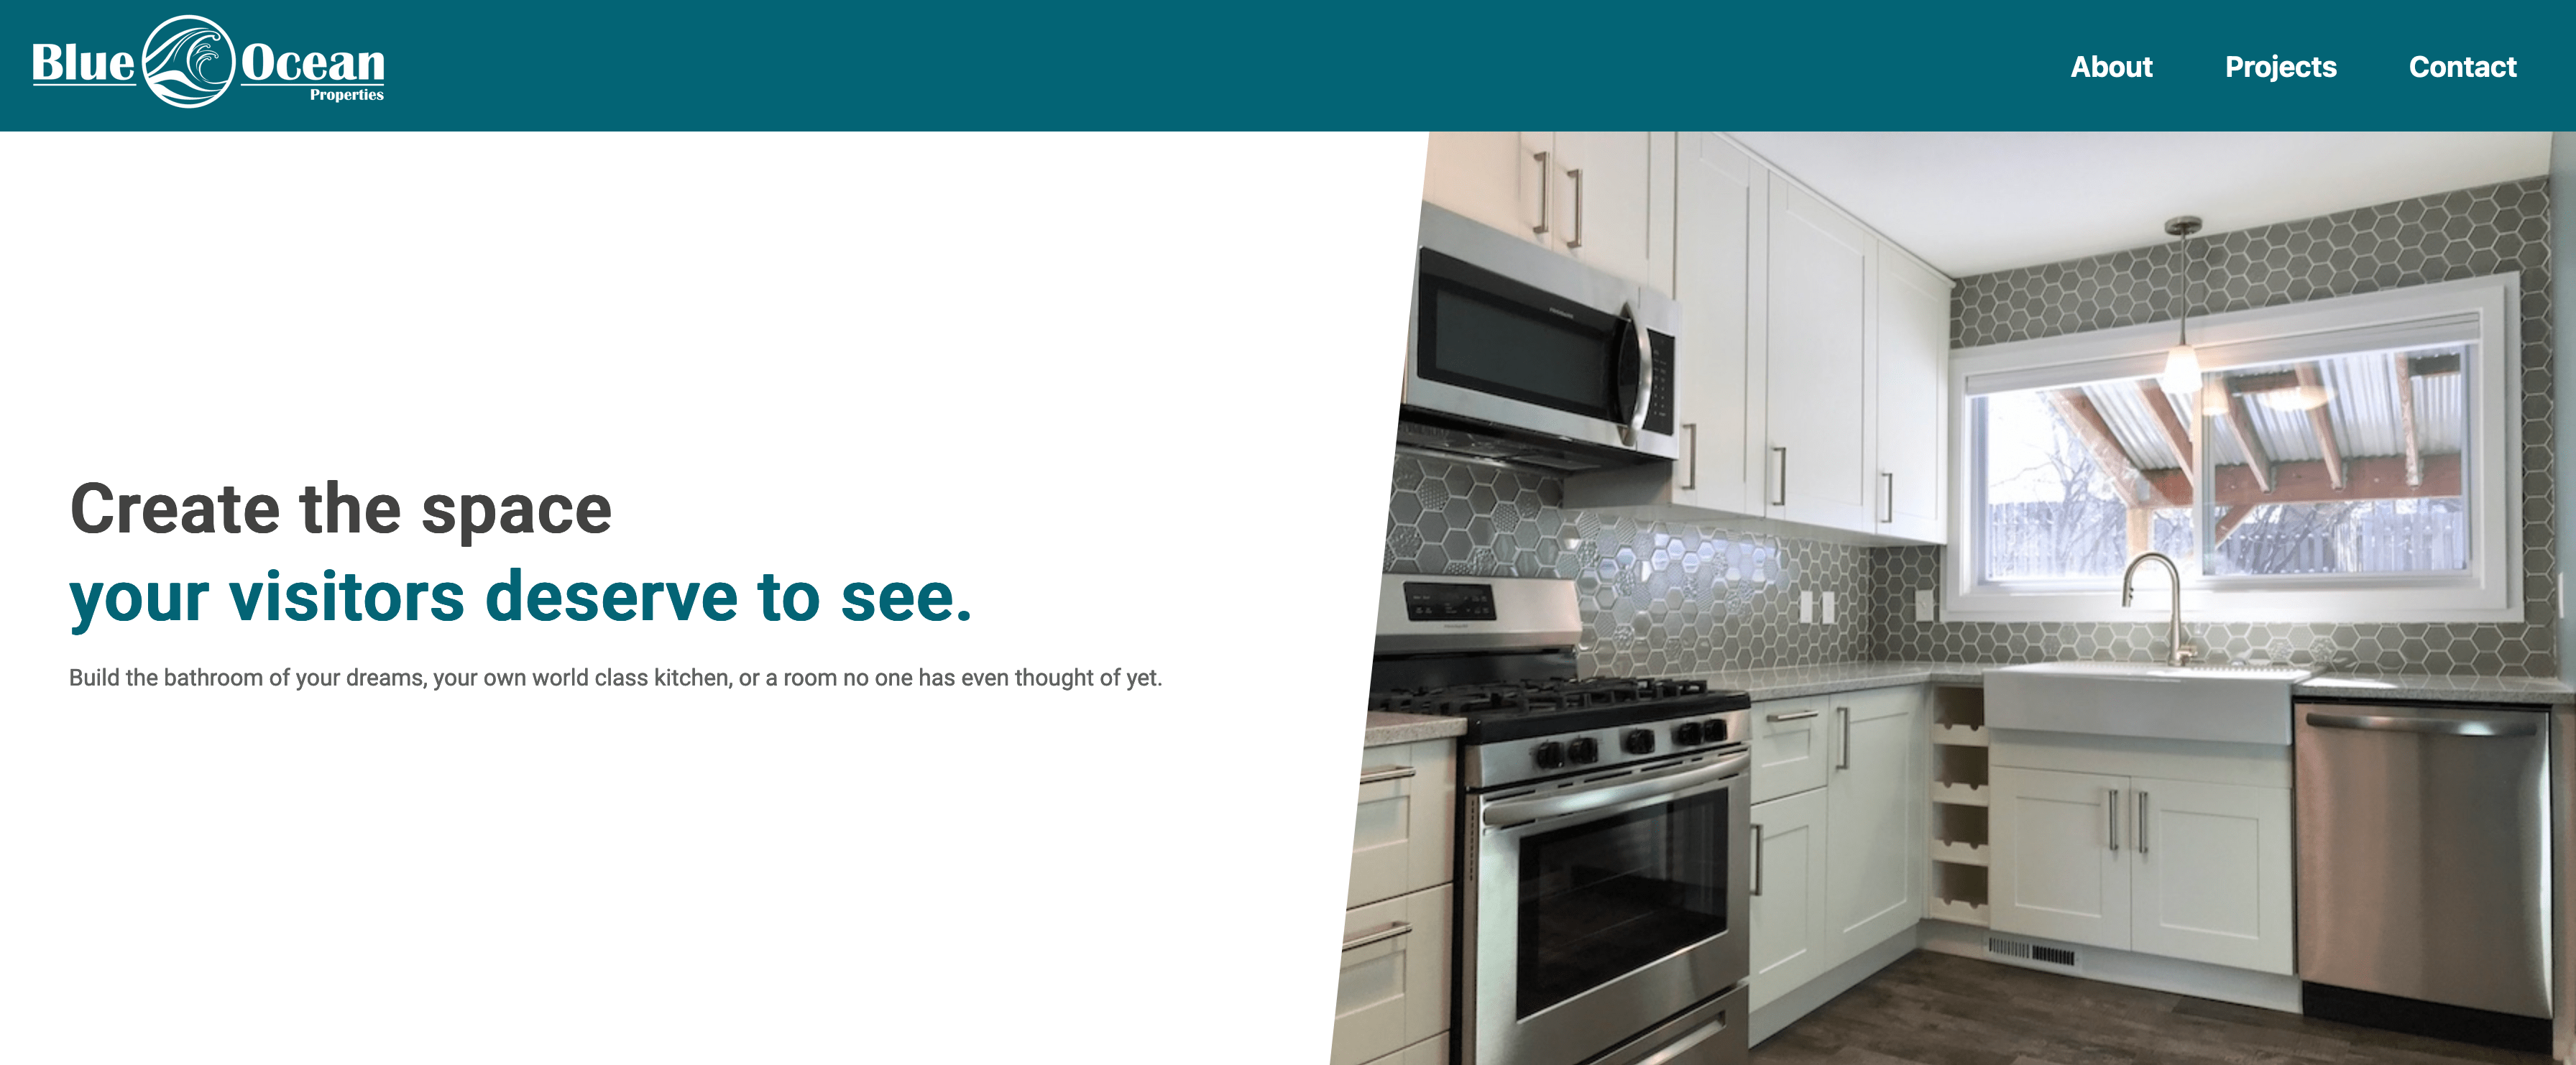 Blue Ocean
Properties
About
Projects
Contact
Create the space
your visitors deserve to see.
Build the bathroom of your dreams, your own world class kitchen, or a room no one has even thought of yet.